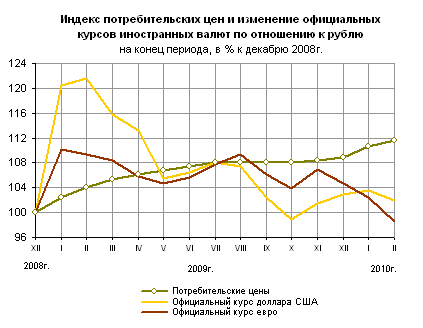 Индекс потребительских цен и изменение официальных
курсов иностранных валют по отношению к рублю
на конец периода, в % к декабрю 2008г.
124
120
116
112
108
104
100
96
XII I II III IV V VI VII VIII IX X XI XII I II
2008г. 2009г. 2010г.
Потребительские цены
Официальный курс доллара США
Официальный курс евро